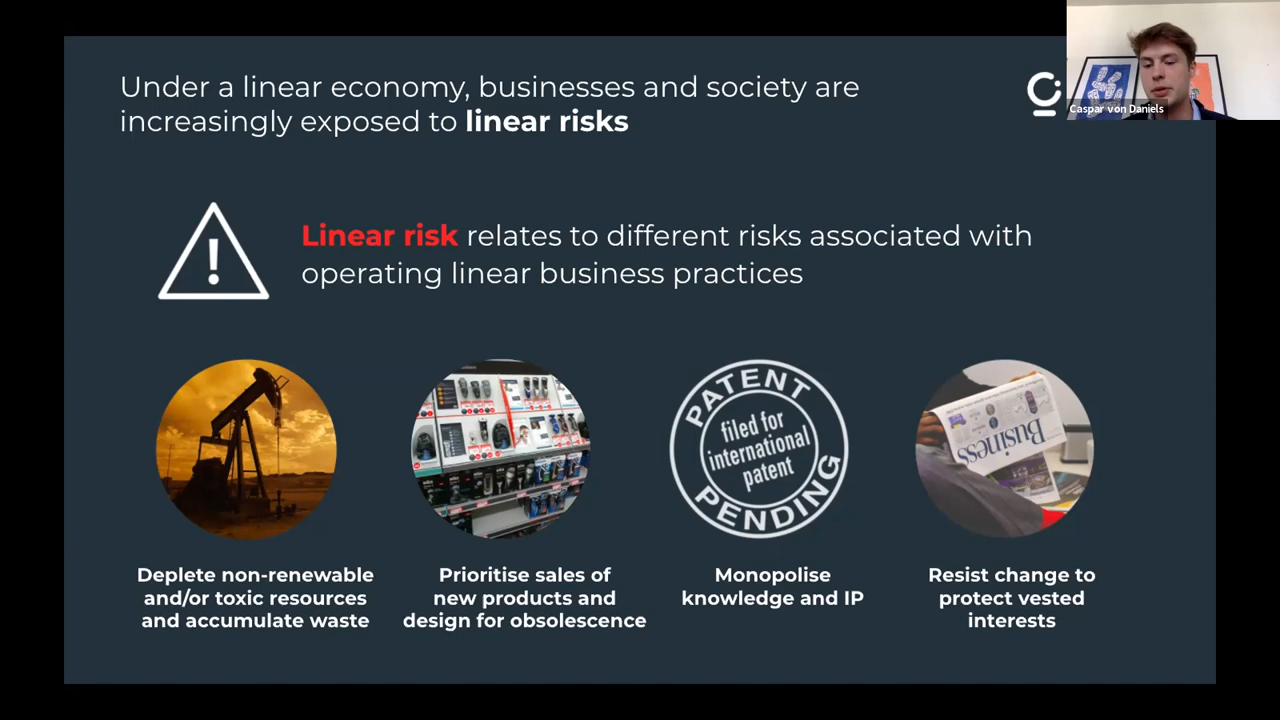 Under a linear economy, businesses and society are
increasingly exposed to linear risks
Caspar von Daniels
Linear risk relates to different risks associated with
operating linear business practices
PATENT
filed for
international
patent
PENDING
Business
Deplete non-renewable
and/or toxic resources
and accumulate waste
Prioritise sales of
new products and
design for obsolescence
Monopolise
knowledge and IP
Resist change to
protect vested
interests